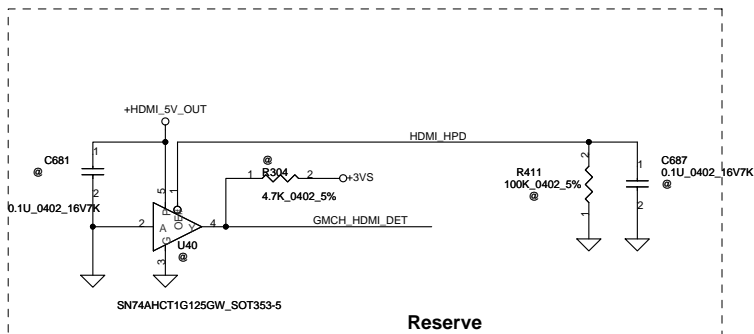 +HDMI_5V_OUT
HDMI_HPD
C681
@
1
2
0.1U_0402_16V7K
5
1
P
OE#
2
A
Y
4
G
3
U40
@
SN74AHCT1G125GW_SOT353-5
@
R304
1
2
+3VS
4.7K_0402_5%
GMCH_HDMI_DET
2
R411
100K_0402_5%
@
1
1
C687
0.1U_0402_16V7K
@
2
Reserve